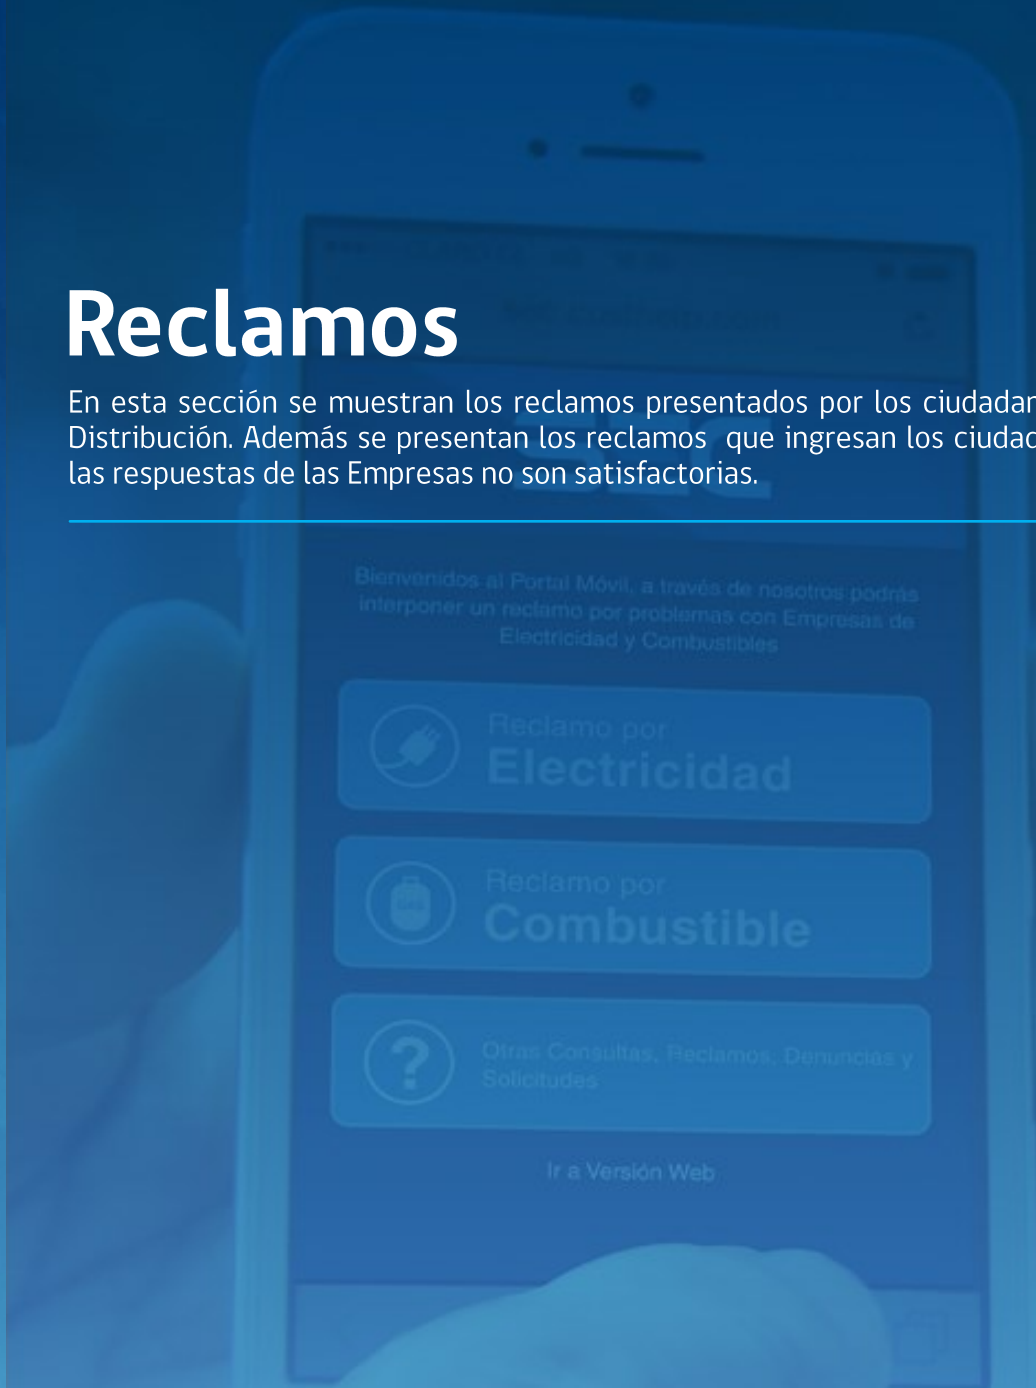 Reclamos
En esta sección se muestran los reclamos presentados por los ciudadan
Distribución. Además se presentan los reclamos que ingresan los ciudad
las respuestas de las Empresas no son satisfactorias.
SEC
Bienvenidos al Portal Móvil, a través de nosotros podrás
interponer un reclamo por problemas con Empresas de
Electricidad y Combustibles
Reclamo por
Electricidad
Reclamo por
Combustible
Otras Consultas, Reclamos, Denuncias y
Solicitudes
Ir a Versión Web